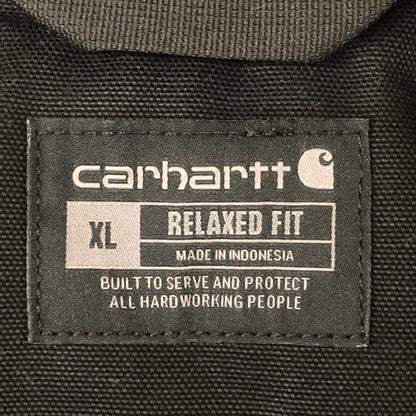 carhartt
XL
RELAXED FIT
MADE IN INDONESIA
BUILT TO SERVE AND PROTECT
ALL HARDWORKING PEOPLE